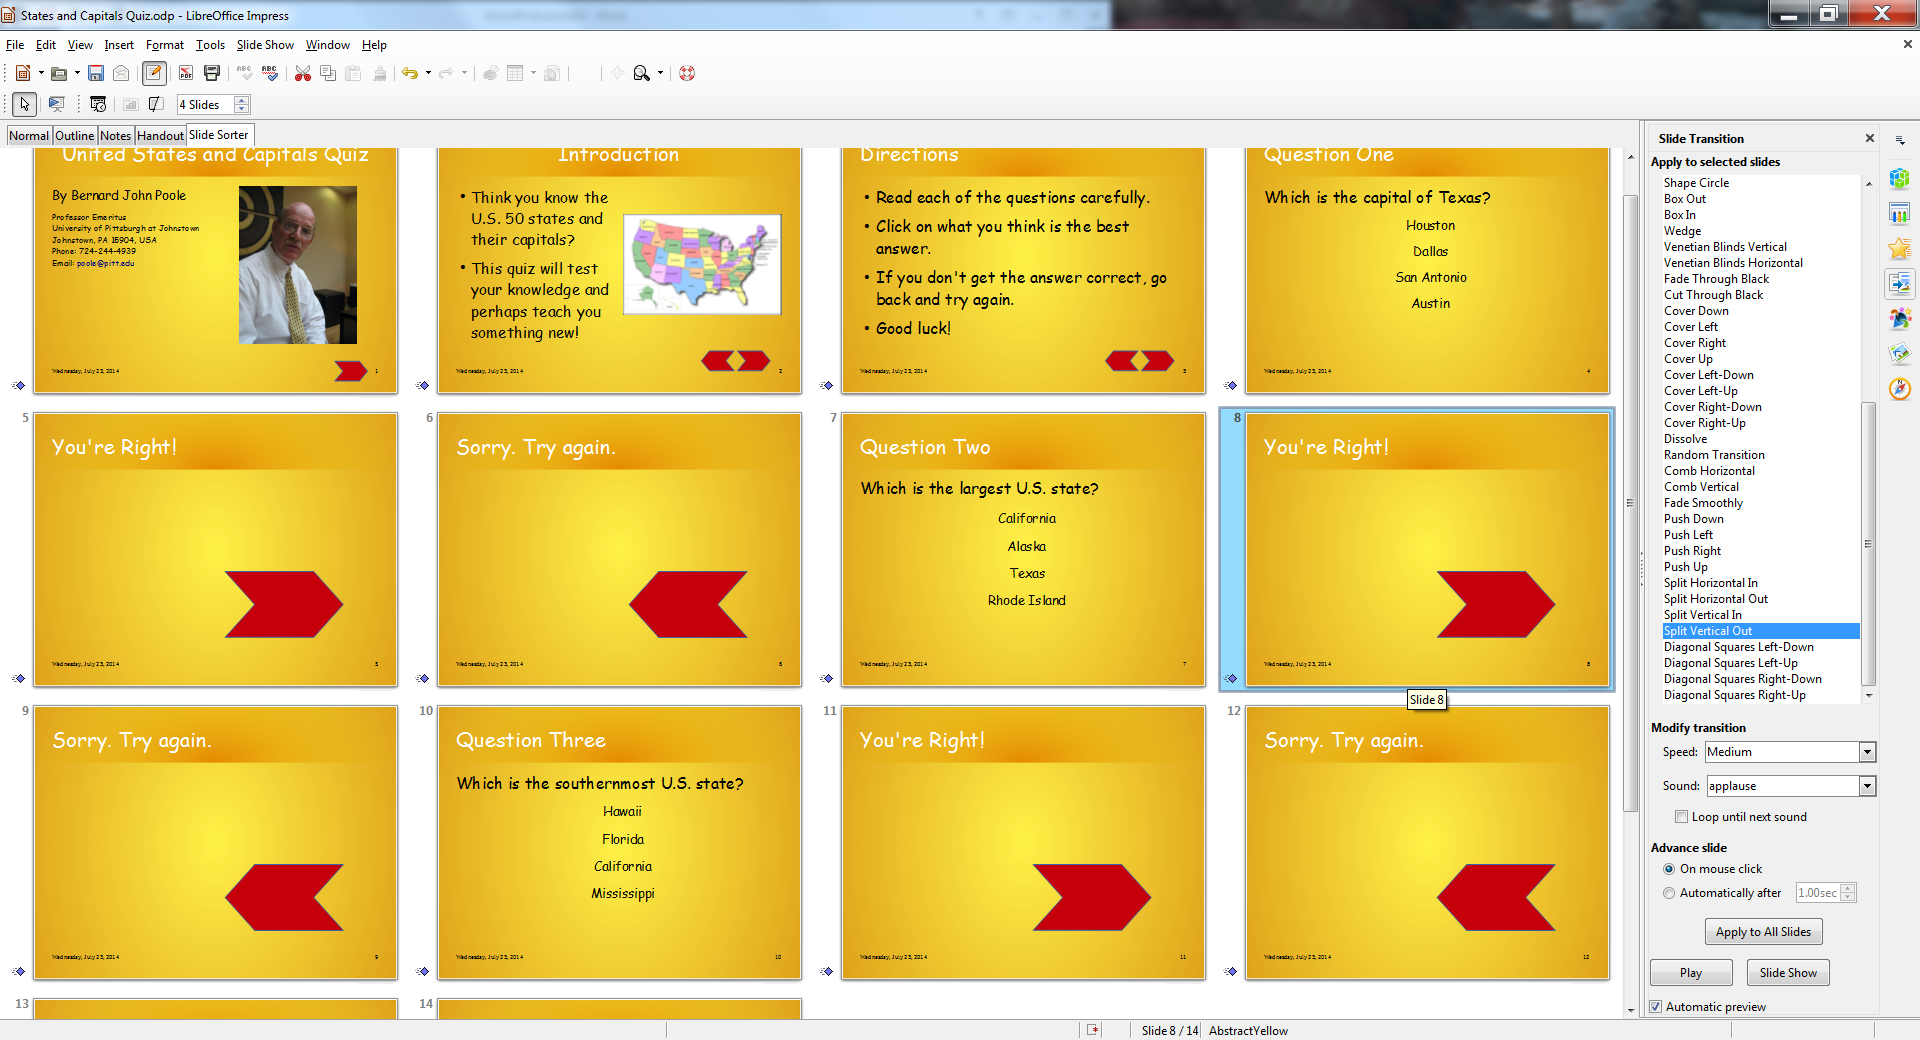 States and Capitals Quiz.odp - LibreOffice Impress
File Edit View Insert Format Tools Slide Show Window Help
4 Slides
Normal Outline Notes Handout Slide Sorter
United States and Capitals Quiz
By Bernard John Poole
Professor Emeritus
University of Pittsburgh at Johnstown
Johnstown, PA 15904, USA
Phone: 724-244-4939
Email: poole@pitt.edu
Wednesday, July 23, 2014
1
Introduction
• Think you know the
U.S. 50 states and
their capitals?
• This quiz will test
your knowledge and
perhaps teach you
something new!
Wednesday, July 23, 2014
2
Directions
• Read each of the questions carefully.
• Click on what you think is the best
answer.
• If you don't get the answer correct, go
back and try again.
• Good luck!
Wednesday, July 23, 2014
3
Question One
Which is the capital of Texas?
Houston
Dallas
San Antonio
Austin
Wednesday, July 23, 2014
4
5
You're Right!
Wednesday, July 23, 2014
5
6
Sorry. Try again.
Wednesday, July 23, 2014
6
7
Question Two
Which is the largest U.S. state?
California
Alaska
Texas
Rhode Island
Wednesday, July 23, 2014
7
8
You're Right!
Wednesday, July 23, 2014
8
Slide 8
9
Sorry. Try again.
Wednesday, July 23, 2014
9
10
Question Three
Which is the southernmost U.S. state?
Hawaii
Florida
California
Mississippi
Wednesday, July 23, 2014
10
11
You're Right!
Wednesday, July 23, 2014
11
12
Sorry. Try again.
Wednesday, July 23, 2014
12
13
14
Slide Transition
Apply to selected slides
Shape Circle
Box Out
Box In
Wedge
Venetian Blinds Vertical
Venetian Blinds Horizontal
Fade Through Black
Cut Through Black
Cover Down
Cover Left
Cover Right
Cover Up
Cover Left-Down
Cover Left-Up
Cover Right-Down
Cover Right-Up
Dissolve
Random Transition
Comb Horizontal
Comb Vertical
Fade Smoothly
Push Down
Push Left
Push Right
Push Up
Split Horizontal In
Split Horizontal Out
Split Vertical In
Split Vertical Out
Diagonal Squares Left-Down
Diagonal Squares Left-Up
Diagonal Squares Right-Down
Diagonal Squares Right-Up
Modify transition
Speed: Medium
Sound: applause
Loop until next sound
Advance slide
On mouse click
Automatically after 1.00sec
Apply to All Slides
Play Slide Show
Automatic preview
Slide 8 / 14 AbstractYellow